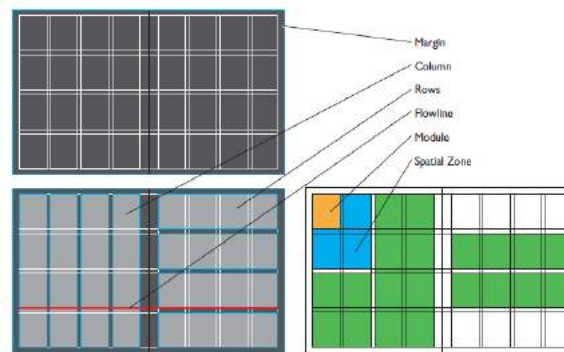 Margin
Column
Rows
Flowline
Module
Spatial Zone